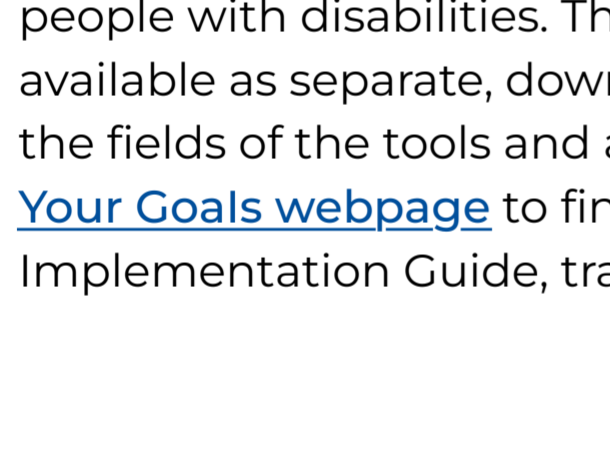 people with disabilities. Th
available as separate, dow
the fields of the tools and a
Your Goals webpage to fin
Implementation Guide, tra